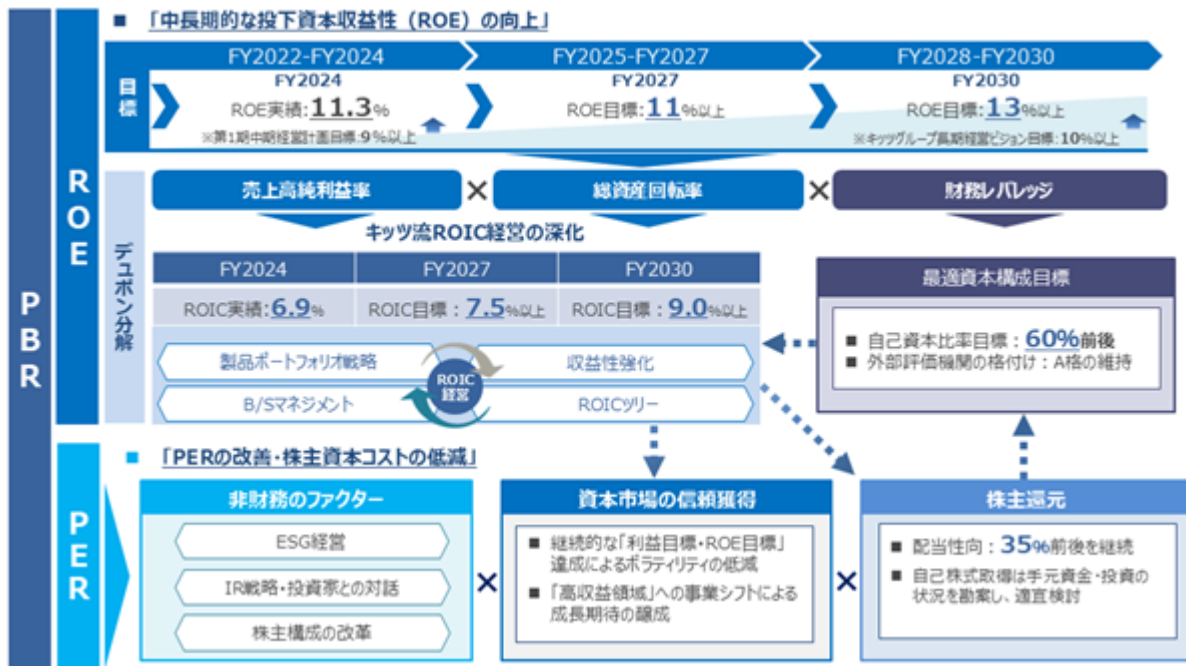 PBR
ROE
■ 「中長期的な投下資本収益性（ROE）の向上」
目標
FY2022-FY2024
FY2025-FY2027
FY2028-FY2030
FY2024
ROE実績:11.3%
※第1期中期経営計画目標:9%以上
FY2027
ROE目標:11%以上
FY2030
ROE目標:13%以上
※キッツグループ長期経営ビジョン目標:10%以上
デュポン分解
売上高純利益率
×
総資産回転率
×
財務レバレッジ
キッツ流ROIC経営の深化
FY2024
FY2027
FY2030
ROIC実績:6.9%
ROIC目標：7.5%以上
ROIC目標：9.0%以上
製品ポートフォリオ戦略
収益性強化
ROIC
経営
B/Sマネジメント
ROICツリー
最適資本構成目標
■ 自己資本比率目標：60%前後
■ 外部評価機関の格付け：A格の維持
PER
■ 「PERの改善・株主資本コストの低減」
非財務のファクター
ESG経営
IR戦略・投資家との対話
株主構成の改革
×
資本市場の信頼獲得
■ 継続的な「利益目標・ROE目標」
達成によるボラティリティの低減
■ 「高収益領域」への事業シフトによる
成長期待の醸成
×
株主還元
■ 配当性向：35%前後を継続
■ 自己株式取得は手元資金・投資の
状況を勘案し、適宜検討